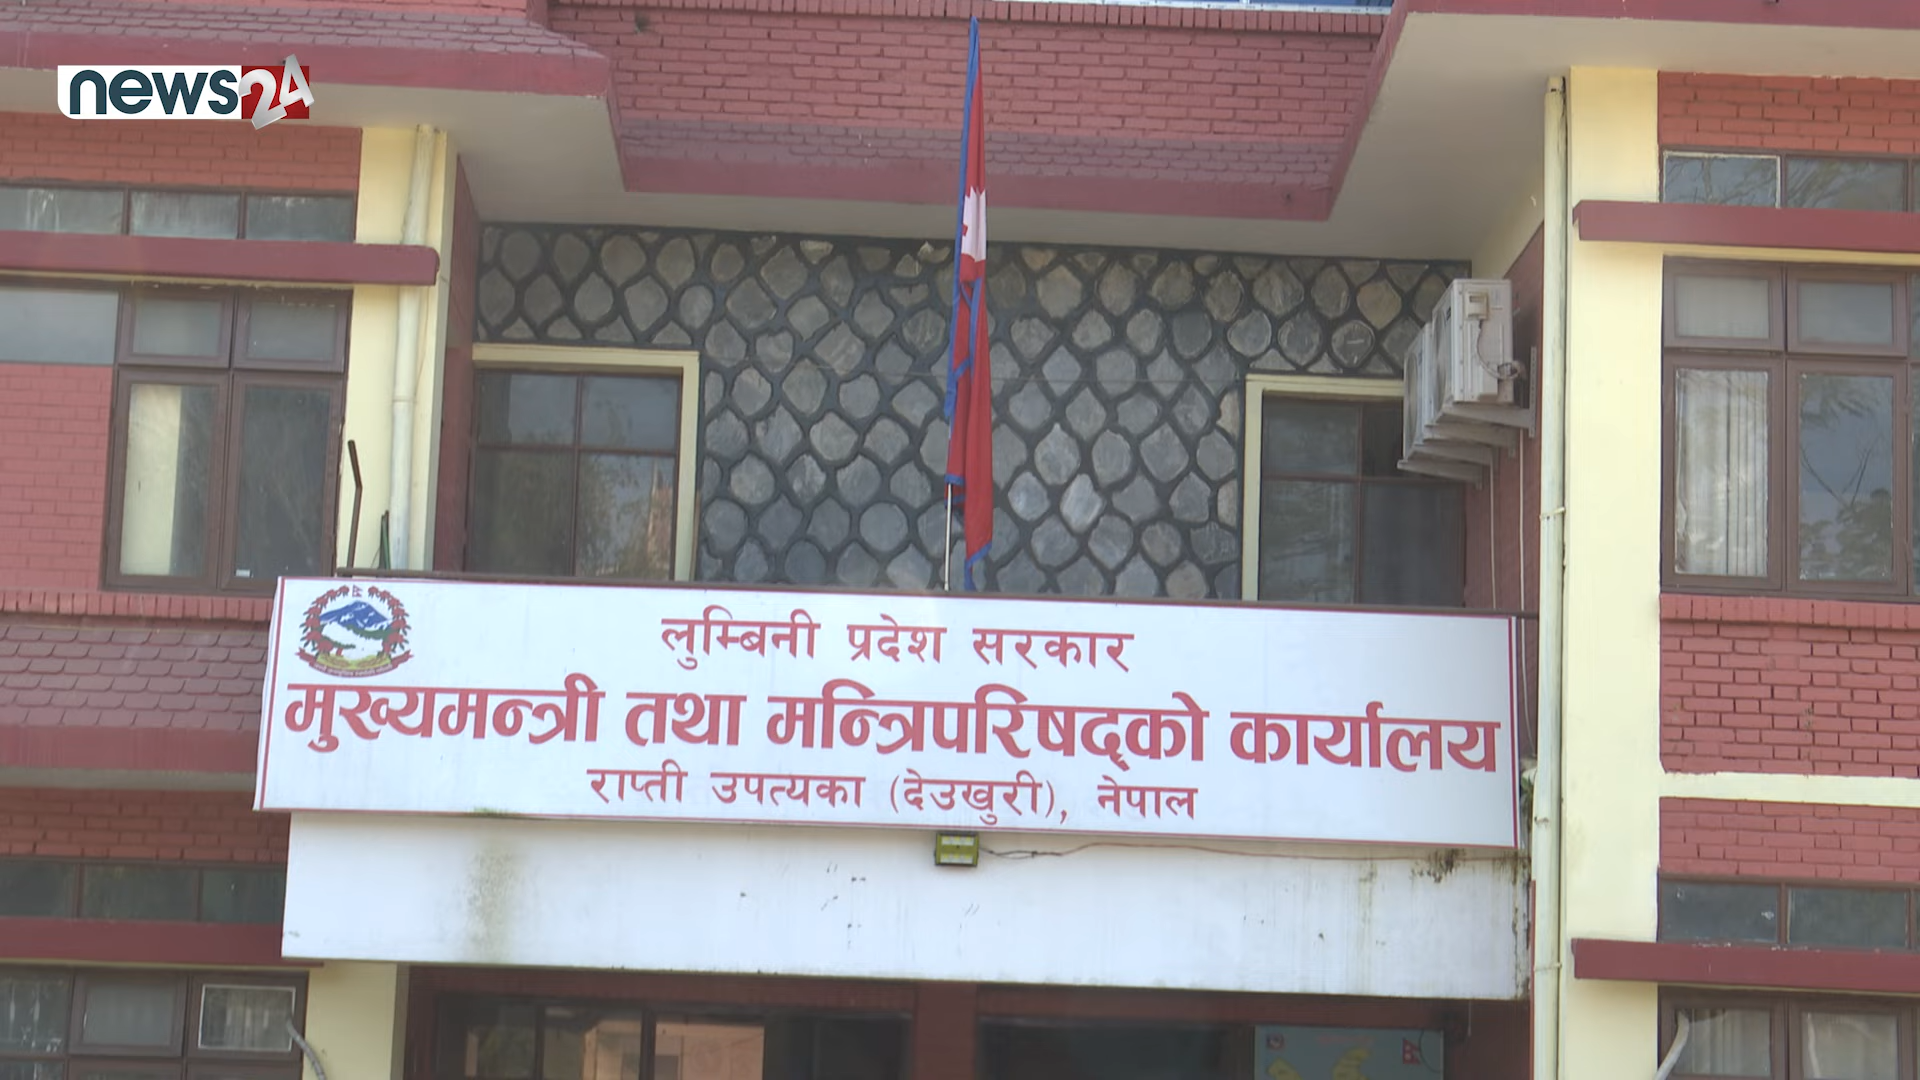 news24
लुम्बिनी प्रदेश सरकार
मुख्यमन्त्री तथा मन्त्रिपरिषद्को कार्यालय
राप्ती उपत्यका (देउखुरी), नेपाल